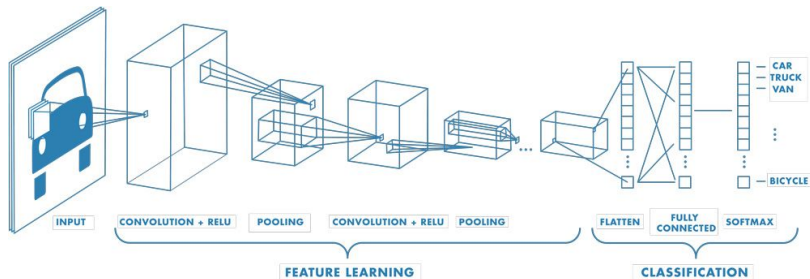 CAR
TRUCK
VAN
BICYCLE
INPUT
CONVOLUTION + RELU
POOLING
CONVOLUTION + RELU
POOLING
FLATTEN
FULLY
CONNECTED
SOFTMAX
FEATURE LEARNING
CLASSIFICATION